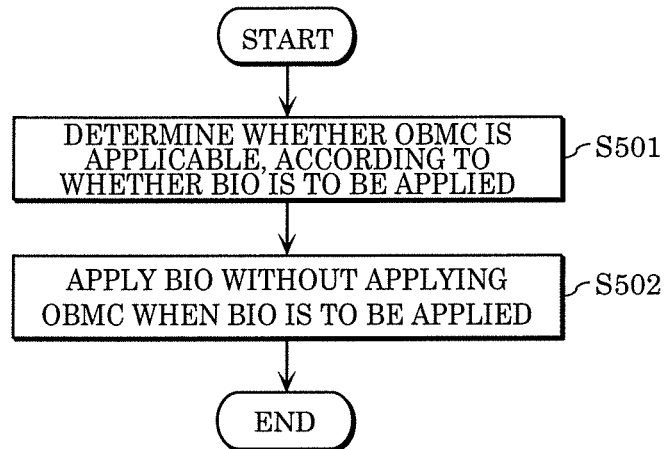 START
DETERMINE WHETHER OBMC IS
APPLICABLE, ACCORDING TO
WHETHER BIO IS TO BE APPLIED
S501
APPLY BIO WITHOUT APPLYING
OBMC WHEN BIO IS TO BE APPLIED
S502
END